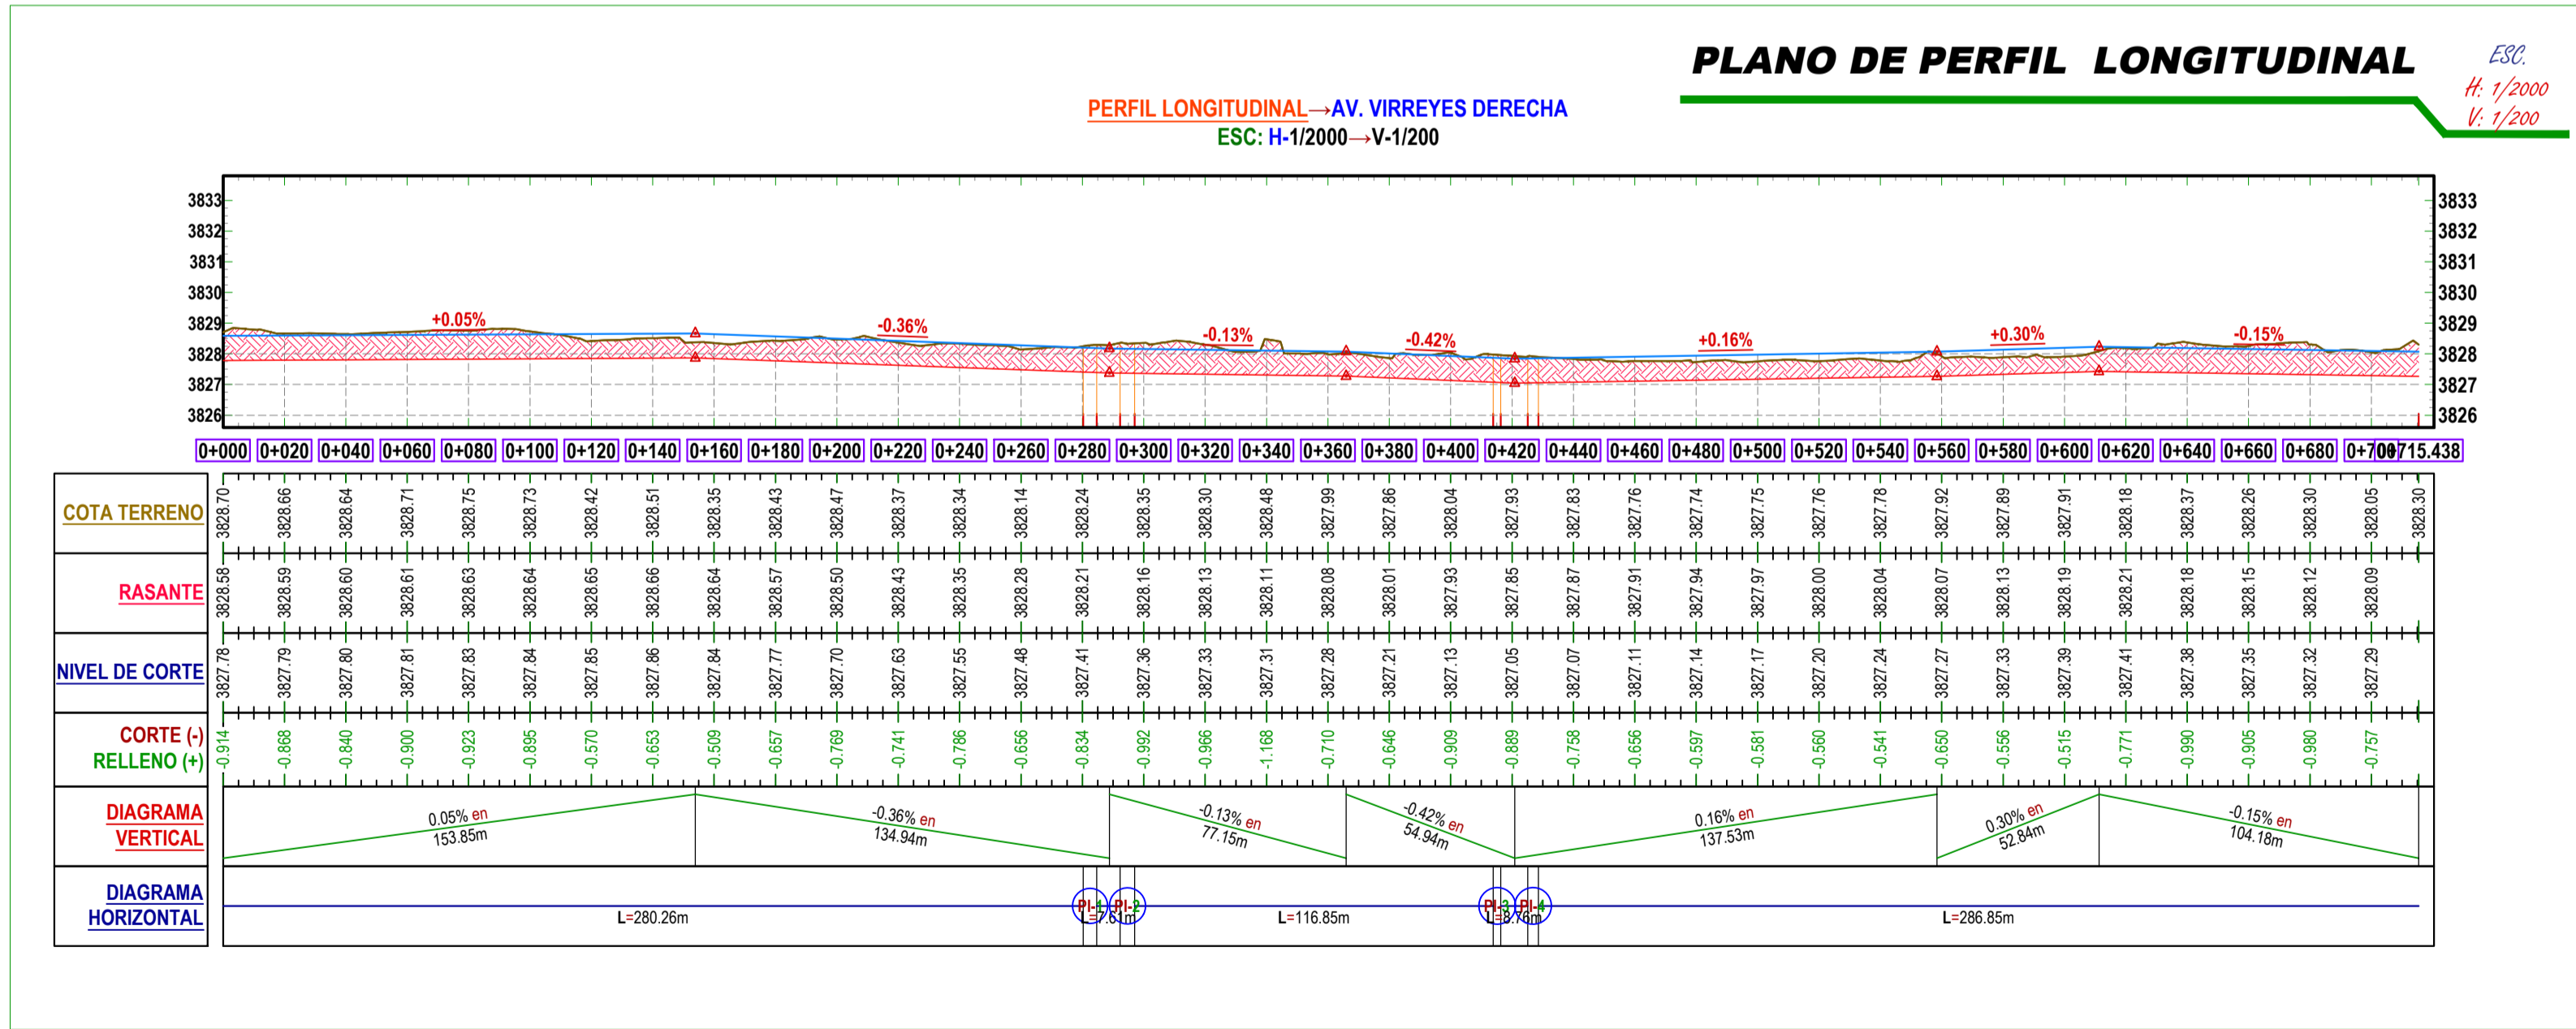 PLANO DE PERFIL LONGITUDINAL
ESC.
H: 1/2000
V: 1/200
PERFIL LONGITUDINAL→AV. VIRREYES DERECHA
ESC: H-1/2000→V-1/200
3833 3833
3832 3832
3831 3831
3830 3830
3829 3829
3828 3828
3827 3827
3826 3826
+0.05% -0.36% -0.13% -0.42% +0.16% +0.30% -0.15%
0+000 0+020 0+040 0+060 0+080 0+100 0+120 0+140 0+160 0+180 0+200 0+220 0+240 0+260 0+280 0+300 0+320 0+340 0+360 0+380 0+400 0+420 0+440 0+460 0+480 0+500 0+520 0+540 0+560 0+580 0+600 0+620 0+640 0+660 0+680 0+700 0+715.438
COTA TERRENO 3828.70 3828.66 3828.64 3828.71 3828.75 3828.73 3828.42 3828.51 3828.35 3828.43 3828.47 3828.37 3828.34 3828.14 3828.24 3828.35 3828.30 3828.48 3827.99 3827.86 3828.04 3827.93 3827.83 3827.76 3827.74 3827.75 3827.76 3827.78 3827.92 3827.89 3827.91 3828.18 3828.37 3828.26 3828.30 3828.05 3828.30
RASANTE 3828.58 3828.59 3828.60 3828.61 3828.63 3828.64 3828.65 3828.66 3828.64 3828.57 3828.50 3828.43 3828.35 3828.28 3828.21 3828.16 3828.13 3828.11 3828.08 3828.01 3827.93 3827.85 3827.87 3827.91 3827.94 3827.97 3828.00 3828.04 3828.07 3828.13 3828.19 3828.21 3828.18 3828.15 3828.12 3828.09
NIVEL DE CORTE 3827.78 3827.79 3827.80 3827.81 3827.83 3827.84 3827.85 3827.86 3827.84 3827.77 3827.70 3827.63 3827.55 3827.48 3827.41 3827.36 3827.33 3827.31 3827.28 3827.21 3827.13 3827.05 3827.07 3827.11 3827.14 3827.17 3827.20 3827.24 3827.27 3827.33 3827.39 3827.41 3827.38 3827.35 3827.32 3827.29
CORTE (-)
RELLENO (+)
-0.914 -0.868 -0.840 -0.900 -0.923 -0.895 -0.570 -0.653 -0.509 -0.657 -0.769 -0.741 -0.786 -0.656 -0.834 -0.992 -0.966 -1.168 -0.710 -0.646 -0.909 -0.889 -0.758 -0.656 -0.597 -0.581 -0.560 -0.541 -0.650 -0.556 -0.515 -0.771 -0.990 -0.905 -0.980 -0.757
DIAGRAMA
VERTICAL
0.05% en
153.85m
-0.36% en
134.94m
-0.13% en
77.15m
-0.42% en
54.94m
0.16% en
137.53m
0.30% en
52.84m
-0.15% en
104.18m
DIAGRAMA
HORIZONTAL
PI-1 PI-2 PI-3 PI-4
L=280.26m L=7.61m L=116.85m L=8.76m L=286.85m